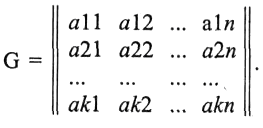 a11 a12 ... a1n
G = a21 a22 ... a2n .
... ... ... ...
ak1 ak2 ... akn